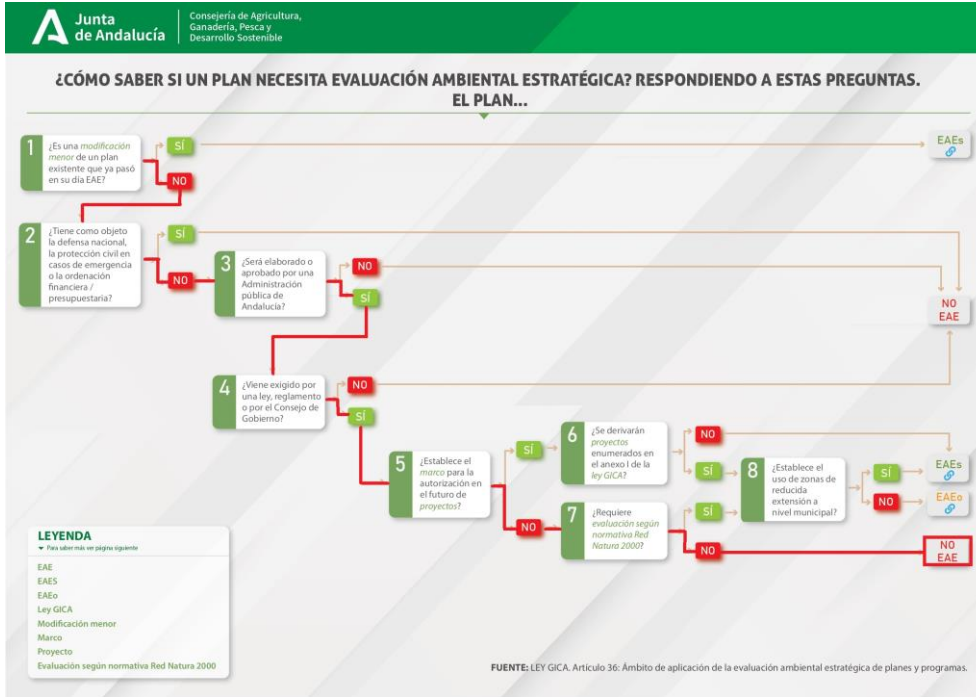 Junta
de Andalucía
Consejería de Agricultura,
Ganadería, Pesca y
Desarrollo Sostenible
¿CÓMO SABER SI UN PLAN NECESITA EVALUACIÓN AMBIENTAL ESTRATÉGICA? RESPONDIENDO A ESTAS PREGUNTAS.
EL PLAN...
1
¿Es una modificación
menor de un plan
existente que ya pasó
en su día EAE?
SÍ
NO
EAEs
2
¿Tiene como objeto
la defensa nacional,
la protección civil en
casos de emergencia
o la ordenación
financiera /
presupuestaria?
SÍ
NO
3
¿Será elaborado o
aprobado por una
Administración
pública de
Andalucía?
NO
SÍ
NO
EAE
4
¿Viene exigido por
una ley, reglamento
o por el Consejo de
Gobierno?
NO
SÍ
5
¿Establece el
marco para la
autorización en
el futuro de
proyectos?
SÍ
NO
6
¿Se derivarán
proyectos
enumerados en
el anexo I de la
ley GICA?
NO
SÍ
7
¿Requiere
evaluación según
normativa Red
Natura 2000?
SÍ
NO
8
¿Establece el
uso de zonas de
reducida
extensión a
nivel municipal?
SÍ
NO
EAEs
EAEo
NO
EAE
LEYENDA
Para saber más ver página siguiente
EAE
EAES
EAEo
Ley GICA
Modificación menor
Marco
Proyecto
Evaluación según normativa Red Natura 2000
FUENTE: LEY GICA. Artículo 36: Ámbito de aplicación de la evaluación ambiental estratégica de planes y programas.